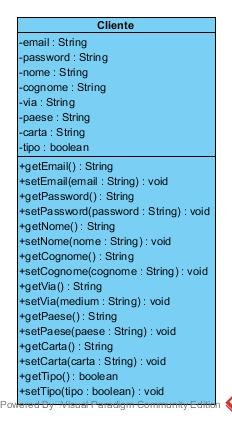 Cliente
-email : String
-password : String
-nome : String
-cognome : String
-via : String
-paese : String
-carta : String
-tipo : boolean
+getEmail() : String
+setEmail(email : String) : void
+getPassword() : String
+setPassword(password : String) : void
+getNome() : String
+setNome(nome : String) : void
+getCognome() : String
+setCognome(cognome : String) : void
+getVia() : String
+setVia(medium : String) : void
+getPaese() : String
+setPaese(paese : String) : void
+getCarta() : String
+setCarta(carta : String) : void
+getTipo() : boolean
+setTipo(tipo : boolean) : void
Powered By Visual Paradigm Community Edition